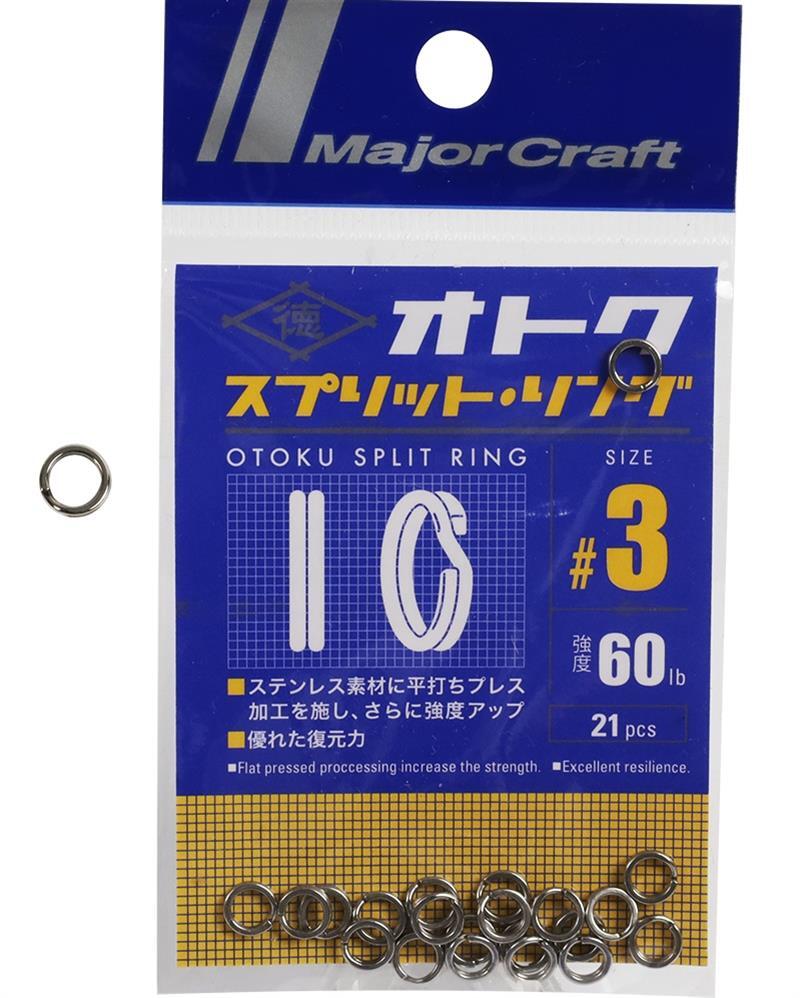 Major Craft
徳
オトク
スプリット・リング
OTOKU SPLIT RING
SIZE
#3
強度 60lb
21 pcs
■ステンレス素材に平打ちプレス
加工を施し、さらに強度アップ
■優れた復元力
■Flat pressed proccessing increase the strength. ■Excellent resilience.